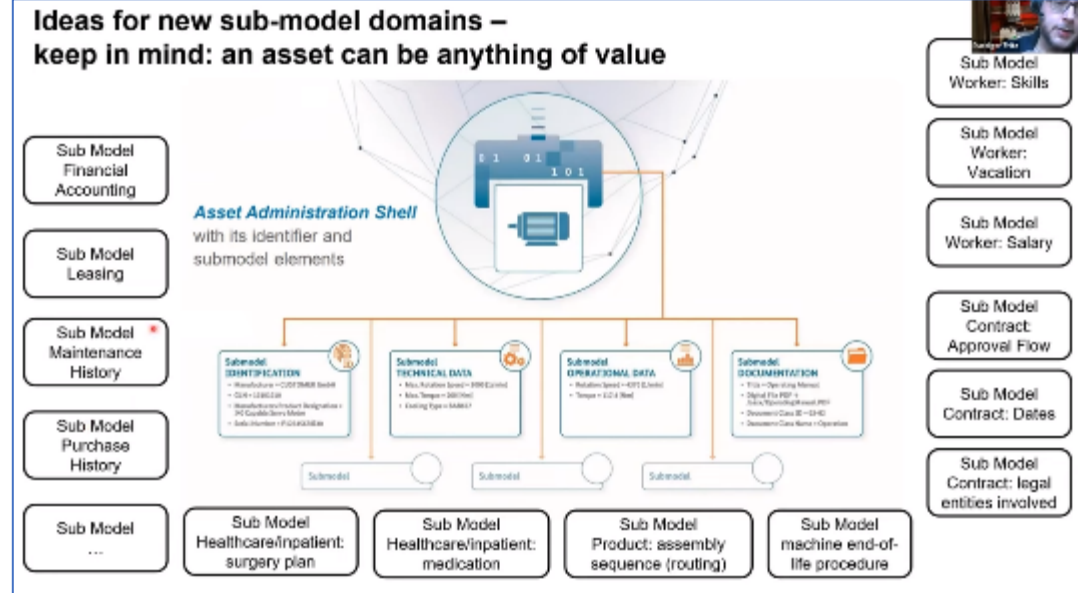 Ideas for new sub-model domains –
keep in mind: an asset can be anything of value
Sub Model
Financial
Accounting
Sub Model
Leasing
Sub Model
Maintenance
History
Sub Model
Purchase
History
Sub Model
...
Asset Administration Shell
with its identifier and
submodel elements
0 1 0 1
1 0 1
Submodel
IDENTIFICATION
Submodel
TECHNICAL DATA
Submodel
OPERATIONAL DATA
Submodel
DOCUMENTATION
Submodel
Submodel
Submodel
Sub Model
Healthcare/inpatient:
surgery plan
Sub Model
Healthcare/inpatient:
medication
Sub Model
Product: assembly
sequence (routing)
Sub Model
machine end-of-
life procedure
Sub Model
Worker: Skills
Sub Model
Worker:
Vacation
Sub Model
Worker: Salary
Sub Model
Contract:
Approval Flow
Sub Model
Contract: Dates
Sub Model
Contract: legal
entities involved